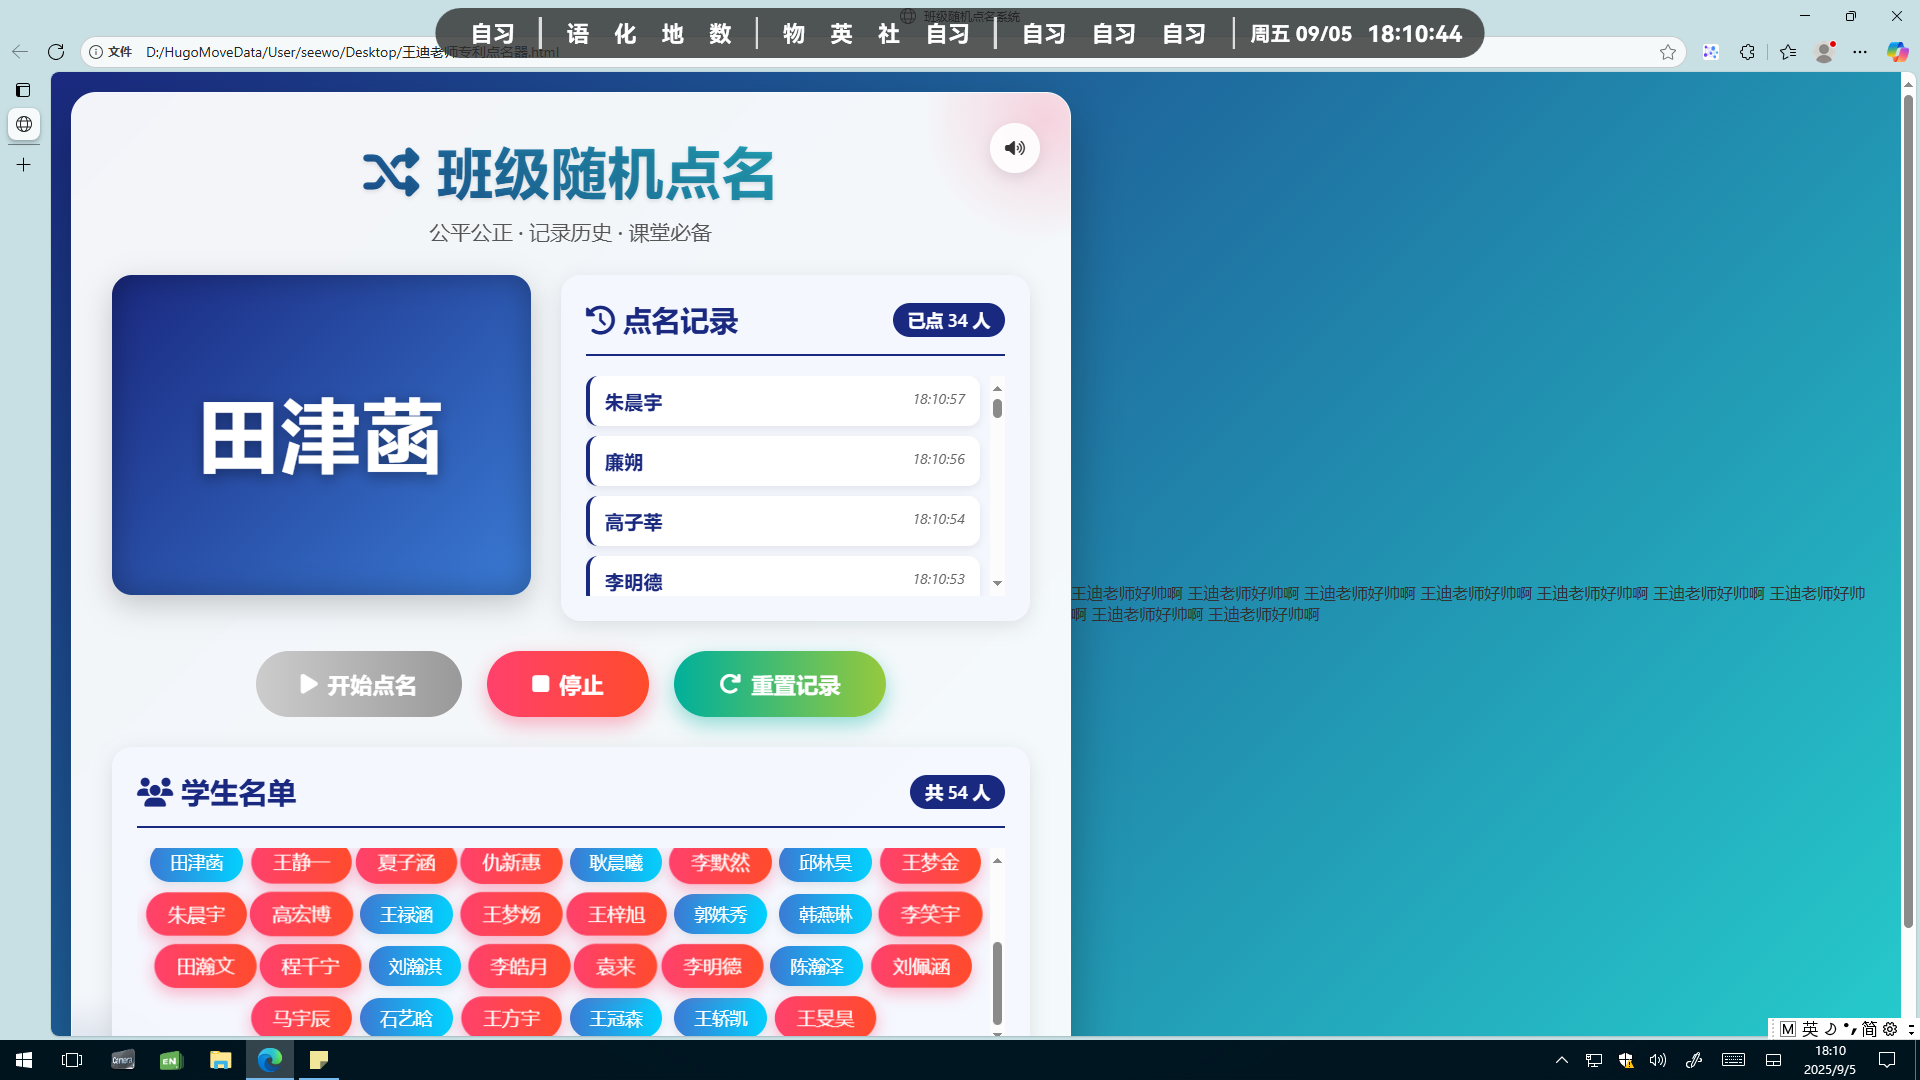 班级随机点名系统
自习 语 化 地 数 物 英 社 自习 自习 自习 自习 周五 09/05 18:10:44
文件 D:/HugoMoveData/User/seewo/Desktop/王迪老师专利点名器.html
班级随机点名
公平公正 · 记录历史 · 课堂必备
田津菡
点名记录 已点 34 人
朱晨宇 18:10:57
廉朔 18:10:56
高子莘 18:10:54
李明德 18:10:53
王迪老师好帅啊 王迪老师好帅啊 王迪老师好帅啊 王迪老师好帅啊 王迪老师好帅啊 王迪老师好帅啊 王迪老师好帅
啊 王迪老师好帅啊 王迪老师好帅啊
开始点名 停止 重置记录
学生名单 共 54 人
田津菡 王静一 夏子涵 仇新惠 耿晨曦 李默然 邱林昊 王梦金
朱晨宇 高宏博 王禄涵 王梦炀 王梓旭 郭姝秀 韩燕琳 李笑宇
田瀚文 程千宁 刘瀚淇 李皓月 袁来 李明德 陈瀚泽 刘佩涵
马宇辰 石艺晗 王方宇 王冠森 王轿凯 王旻昊
M 英 简
Camera EN
18:10
2025/9/5